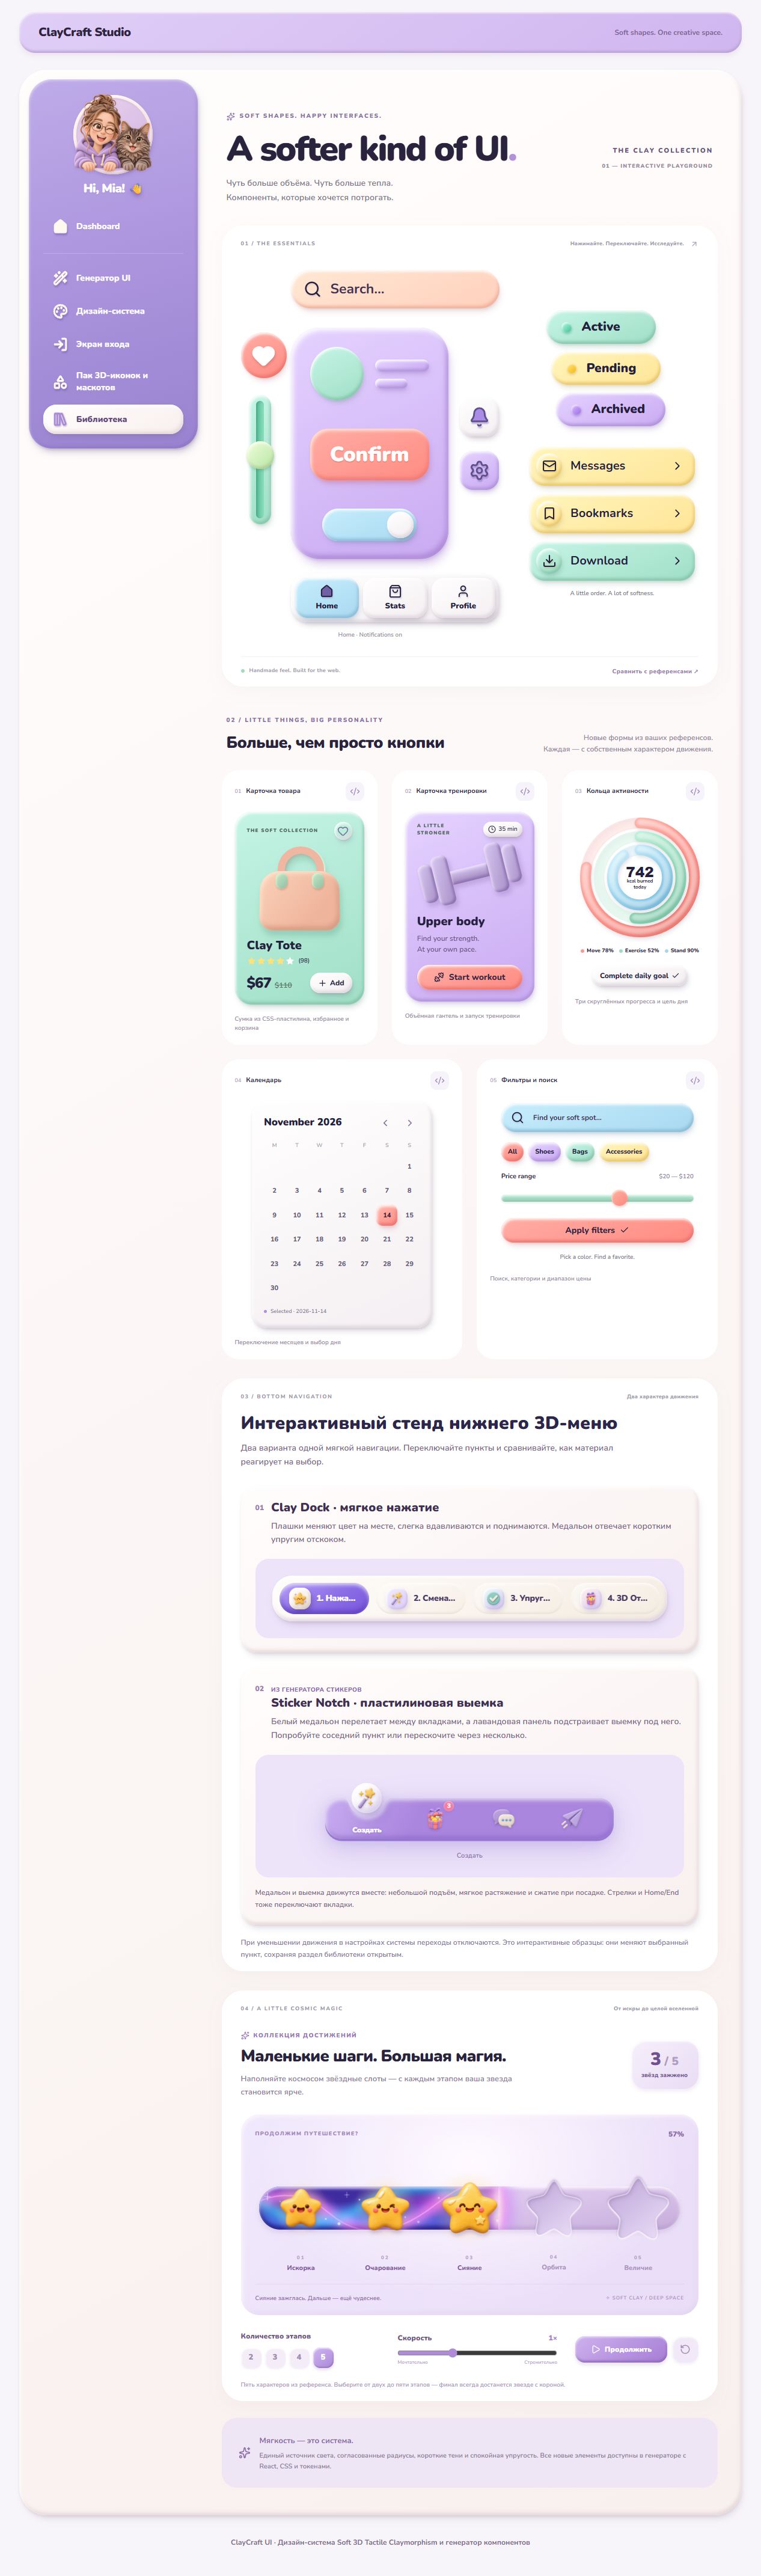 ClayCraft Studio
Soft shapes. One creative space.
Hi, Mia! 👋
Dashboard
Генератор UI
Дизайн-система
Экран входа
Пак 3D-иконок и
маскотов
Библиотека
SOFT SHAPES. HAPPY INTERFACES.
A softer kind of UI.
Чуть больше объёма. Чуть больше тепла.
Компоненты, которые хочется потрогать.
THE CLAY COLLECTION
01 — INTERACTIVE PLAYGROUND
01 / THE ESSENTIALS
Нажимайте. Переключайте. Исследуйте.
Search...
Confirm
Home
Stats
Profile
Home · Notifications on
Active
Pending
Archived
Messages
Bookmarks
Download
A little order. A lot of softness.
Handmade feel. Built for the web.
Сравнить с референсами ↗
02 / LITTLE THINGS, BIG PERSONALITY
Больше, чем просто кнопки
Новые формы из ваших референсов.
Каждая — с собственным характером движения.
01 Карточка товара
THE SOFT COLLECTION
Clay Tote
(98)
$67 $110
+ Add
Сумка из CSS-пластилина, избранное и
корзина
02 Карточка тренировки
A LITTLE
STRONGER
35 min
Upper body
Find your strength.
At your own pace.
Start workout
Объёмная гантель и запуск тренировки
03 Кольца активности
742
kcal burned
today
Move 78% Exercise 52% Stand 90%
Complete daily goal ✓
Три скруглённых прогресса и цель дня
04 Календарь
November 2026
M T W T F S S
1
2 3 4 5 6 7 8
9 10 11 12 13 14 15
16 17 18 19 20 21 22
23 24 25 26 27 28 29
30
Selected · 2026-11-14
Переключение месяцев и выбор дня
05 Фильтры и поиск
Find your soft spot...
All Shoes Bags Accessories
Price range
$20 — $120
Apply filters ✓
Pick a color. Find a favorite.
Поиск, категории и диапазон цены
03 / BOTTOM NAVIGATION
Два характера движения
Интерактивный стенд нижнего 3D-меню
Два варианта одной мягкой навигации. Переключайте пункты и сравнивайте, как материал
реагирует на выбор.
01 Clay Dock · мягкое нажатие
Плашки меняют цвет на месте, слегка вдавливаются и поднимаются. Медальон отвечает коротким
упругим отскоком.
1. Нажа...
2. Смена...
3. Упруг...
4. 3D От...
02 ИЗ ГЕНЕРАТОРА СТИКЕРОВ
Sticker Notch · пластилиновая выемка
Белый медальон перелетает между вкладками, а лавандовая панель подстраивает выемку под него.
Попробуйте соседний пункт или перескочите через несколько.
3
Создать
Создать
Медальон и выемка движутся вместе: небольшой подъём, мягкое растяжение и сжатие при посадке. Стрелки и Home/End
тоже переключают вкладки.
При уменьшении движения в настройках системы переходы отключаются. Это интерактивные образцы: они меняют выбранный
пункт, сохраняя раздел библиотеки открытым.
04 / A LITTLE COSMIC MAGIC
От искры до целой вселенной
КОЛЛЕКЦИЯ ДОСТИЖЕНИЙ
Маленькие шаги. Большая магия.
Наполняйте космосом звёздные слоты — с каждым этапом ваша звезда
становится ярче.
3 / 5
звёзд зажжено
ПРОДОЛЖИМ ПУТЕШЕСТВИЕ?
57%
01 02 03 04 05
Искорка Очарование Сияние Орбита Величие
Сияние зажглась. Дальше — ещё чудеснее.
SOFT CLAY / DEEP SPACE
Количество этапов
2 3 4 5
Скорость
1×
Мечтательно
Стремительно
Продолжить
Пять характеров из референса. Выберите от двух до пяти этапов — финал всегда достанется звезде с короной.
Мягкость — это система.
Единый источник света, согласованные радиусы, короткие тени и спокойная упругость. Все новые элементы доступны в генераторе с
React, CSS и токенами.
ClayCraft UI · Дизайн-система Soft 3D Tactile Claymorphism и генератор компонентов